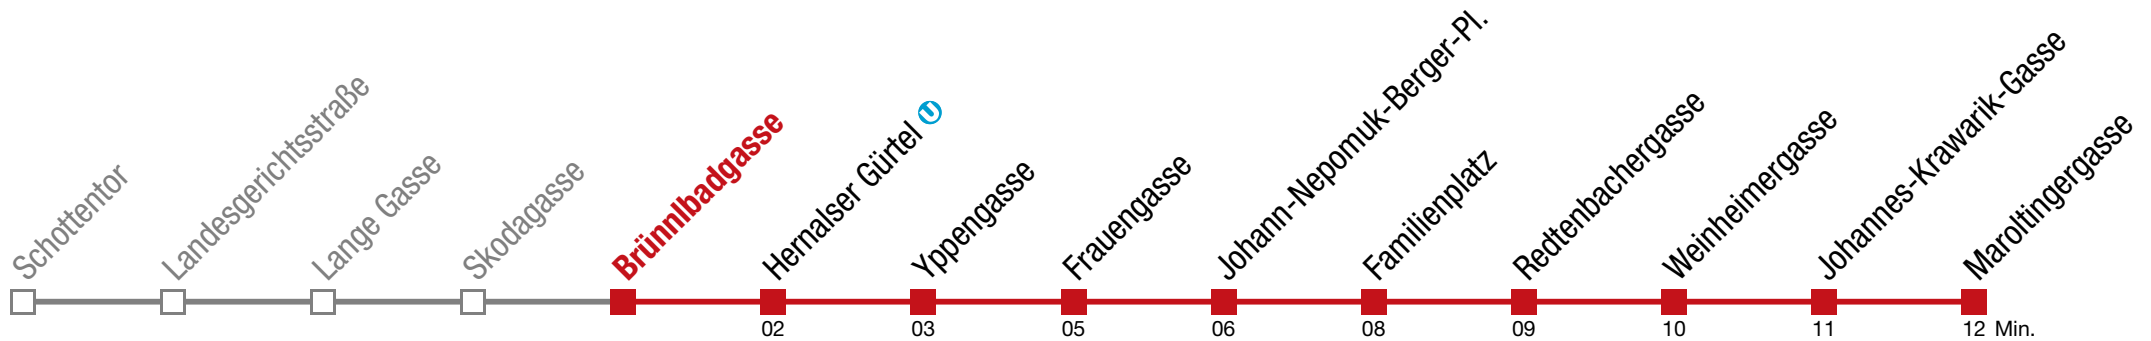 Schottentor
Landesgerichtsstraße
Lange Gasse
Skodagasse
Brünnlbadgasse
Hernalser Gürtel U
Yppengasse
Frauengasse
Johann-Nepomuk-Berger-Pl.
Familienplatz
Redtenbachergasse
Weinheimergasse
Johannes-Krawarik-Gasse
Maroltingergasse
02 03 05 06 08 09 10 11 12 Min.